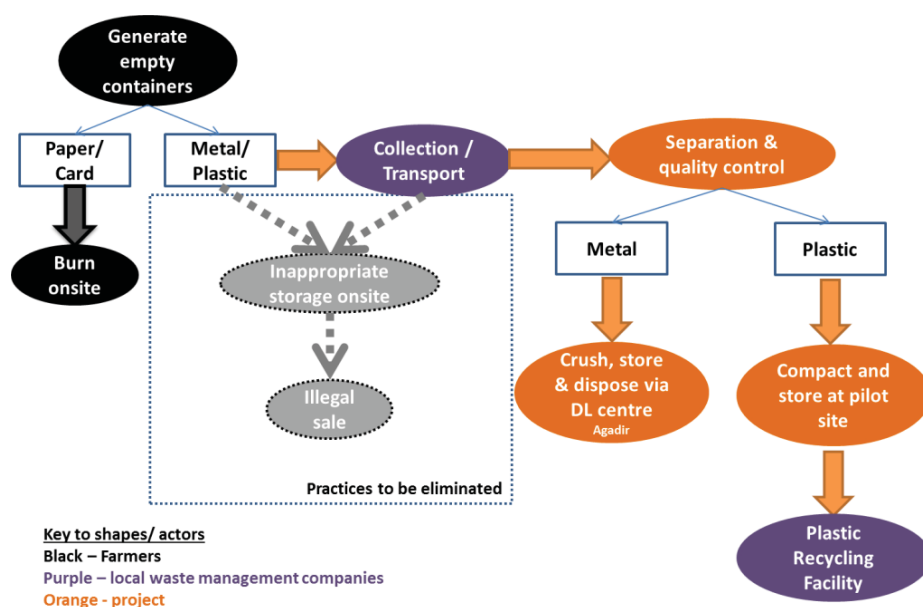 Generate
empty
containers
Paper/
Card
Metal/
Plastic
Collection /
Transport
Separation &
quality control
Burn
onsite
Inappropriate
storage onsite
Illegal
sale
Practices to be eliminated
Metal
Plastic
Crush, store
& dispose via
DL centre
Agadir
Compact and
store at pilot
site
Plastic
Recycling
Facility
Key to shapes/ actors
Black – Farmers
Purple – local waste management companies
Orange - project